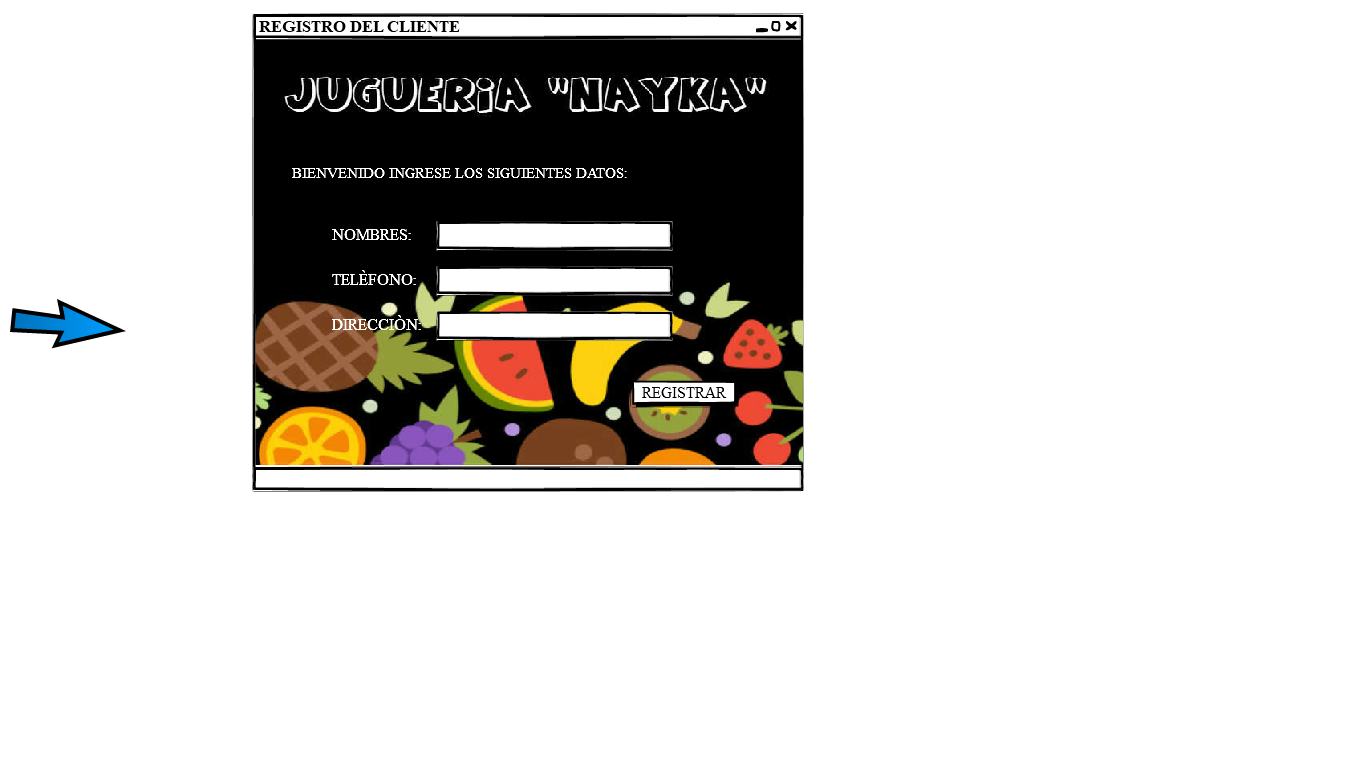 REGISTRO DEL CLIENTE
JUGUERiA "NAYKA"
BIENVENIDO INGRESE LOS SIGUIENTES DATOS:
NOMBRES:
TELÈFONO:
DIRECCIÒN:
REGISTRAR